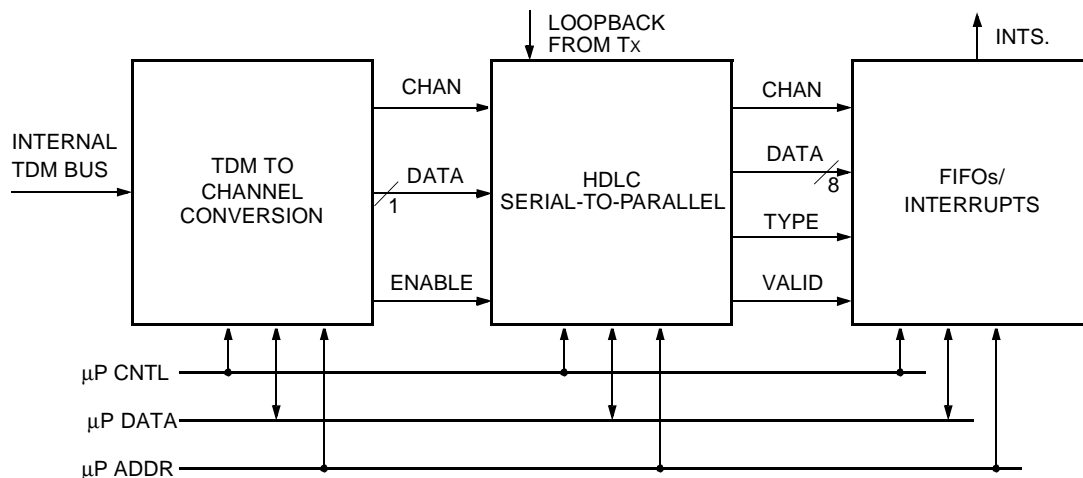 LOOPBACK
FROM Tx
INTS.
INTERNAL
TDM BUS
TDM TO
CHANNEL
CONVERSION
CHAN
DATA
1
ENABLE
HDLC
SERIAL-TO-PARALLEL
CHAN
DATA
8
TYPE
VALID
FIFOs/
INTERRUPTS
μP CNTL
μP DATA
μP ADDR